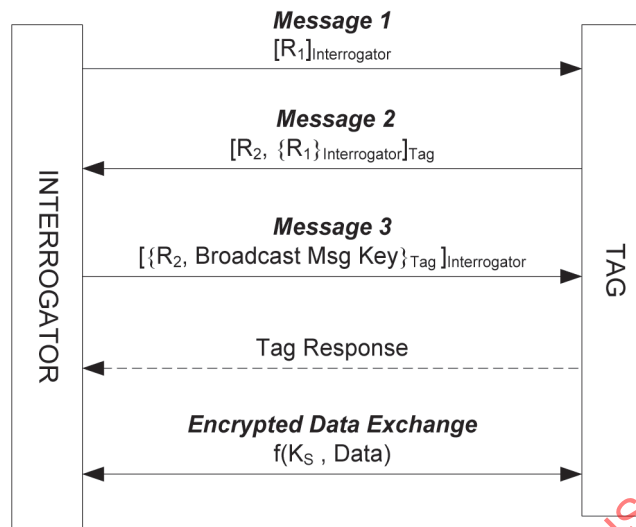 Message 1
[R1]Interrogator
Message 2
[R2, {R1}Interrogator]Tag
Message 3
[{R2, Broadcast Msg Key}Tag ]Interrogator
Tag Response
Encrypted Data Exchange
f(KS , Data)
INTERROGATOR
TAG